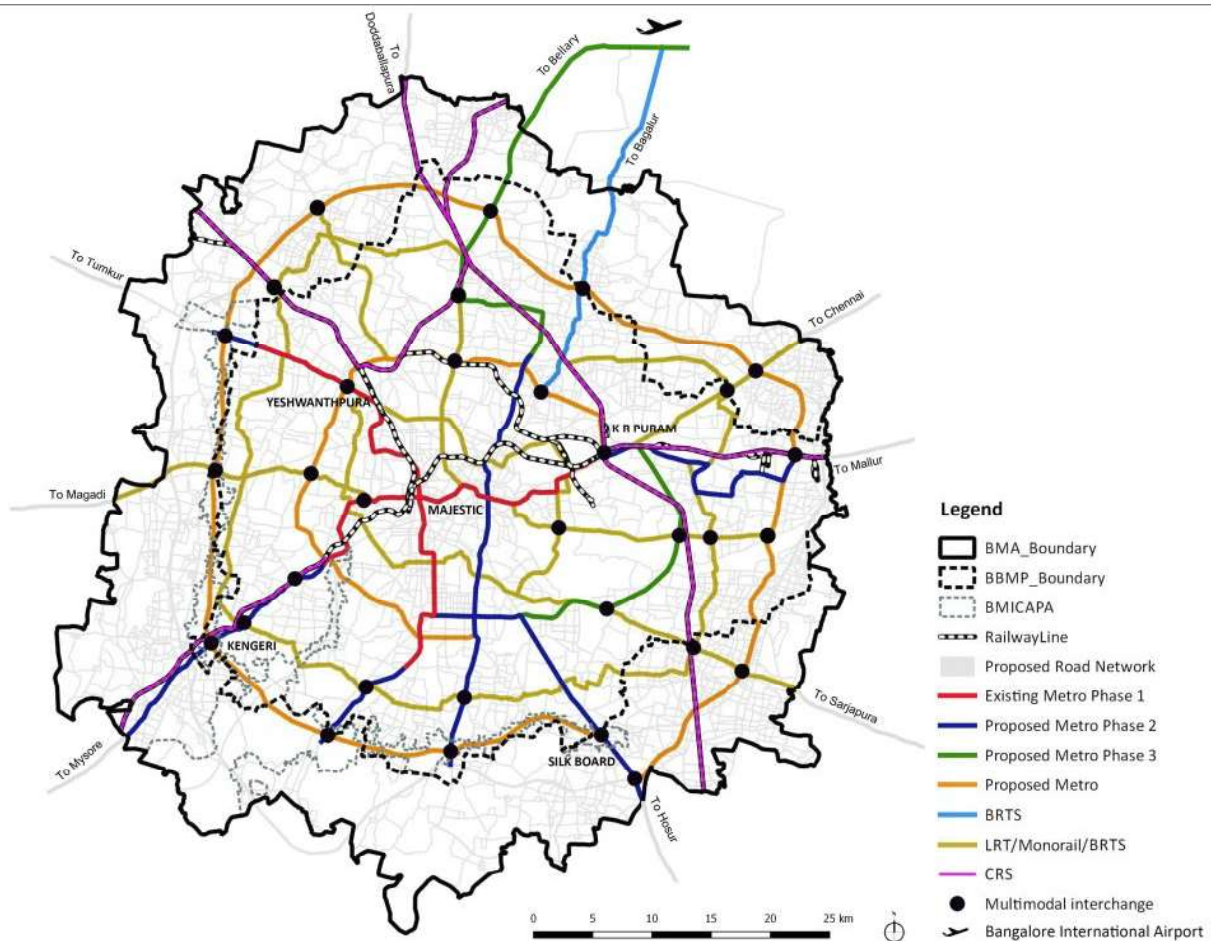 To
Doddaballapura
To Bellary
To Bagalur
To Tumkur
To Chennai
YESHWANTHPURA
K R PURAM
To Mallur
To Magadi
MAJESTIC
KENGERI
To Mysore
SILK BOARD
To Sarjapura
To Hosur
Legend
BMA_Boundary
BBMP_Boundary
BMICAPA
RailwayLine
Proposed Road Network
Existing Metro Phase 1
Proposed Metro Phase 2
Proposed Metro Phase 3
Proposed Metro
BRTS
LRT/Monorail/BRTS
CRS
Multimodal interchange
Bangalore International Airport
0 5 10 15 20 25 km